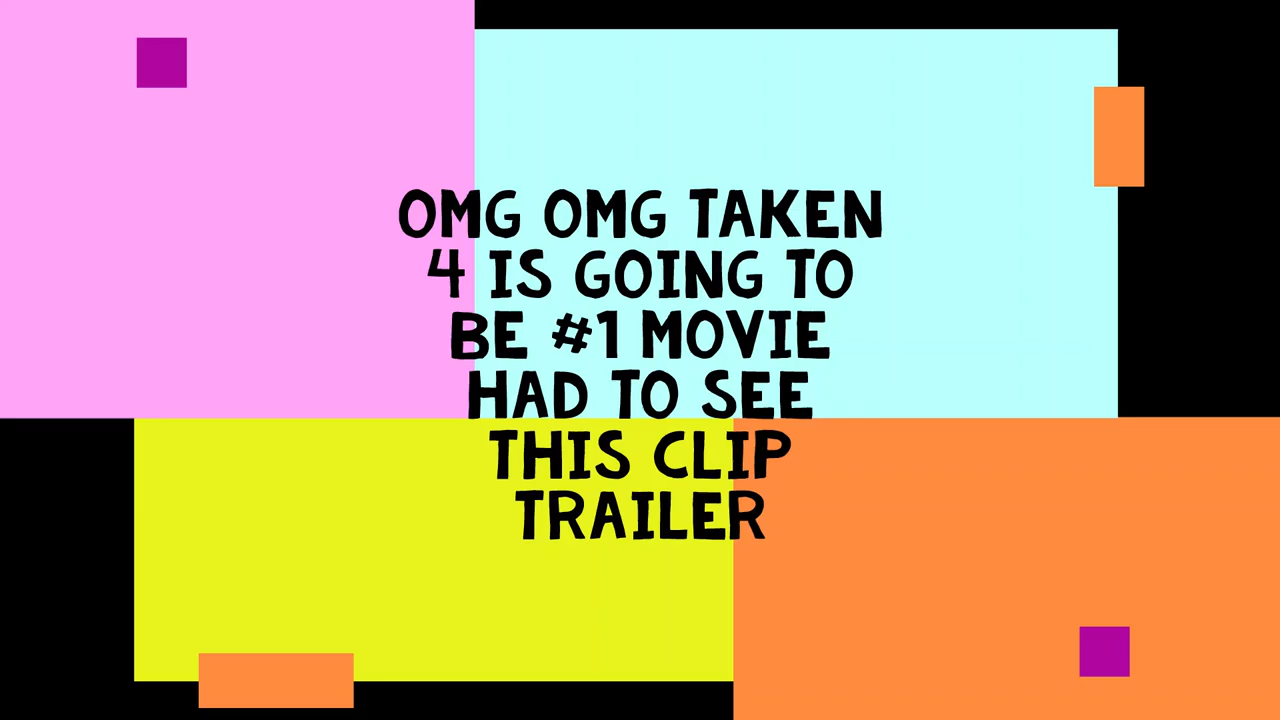 OMG OMG TAKEN
4 IS GOING TO
BE #1 MOVIE
HAD TO SEE
THIS CLIP
TRAILER